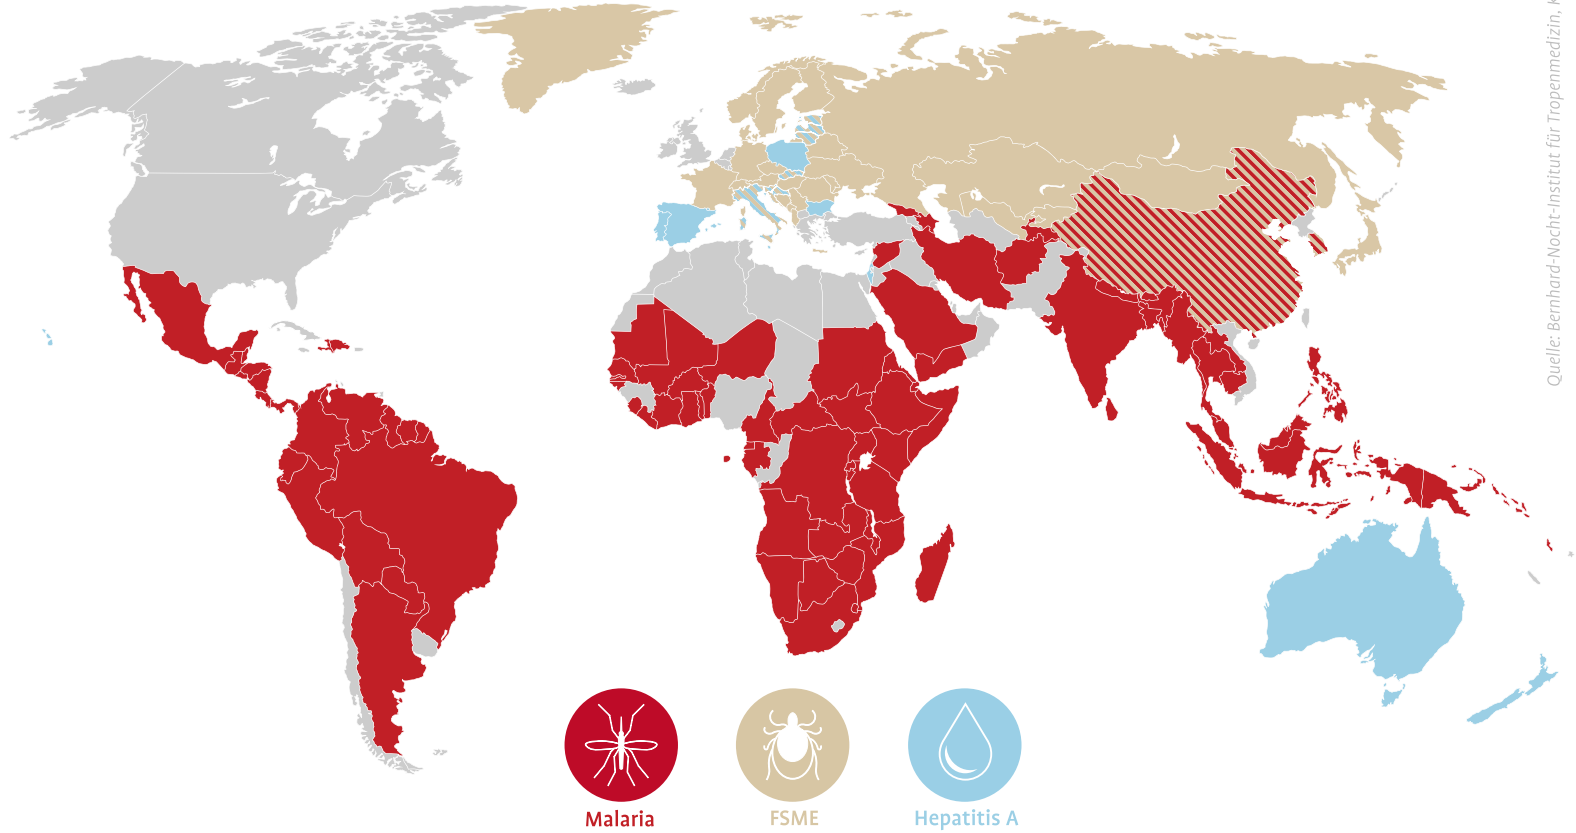 Quelle: Bernhard-Nocht-Institut für Tropenmedizin,
Malaria
FSME
Hepatitis A